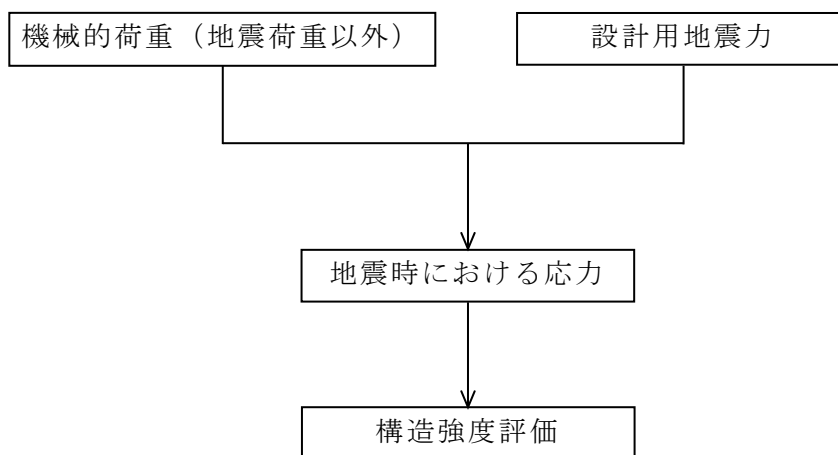 機械的荷重（地震荷重以外）
設計用地震力
地震時における応力
構造強度評価